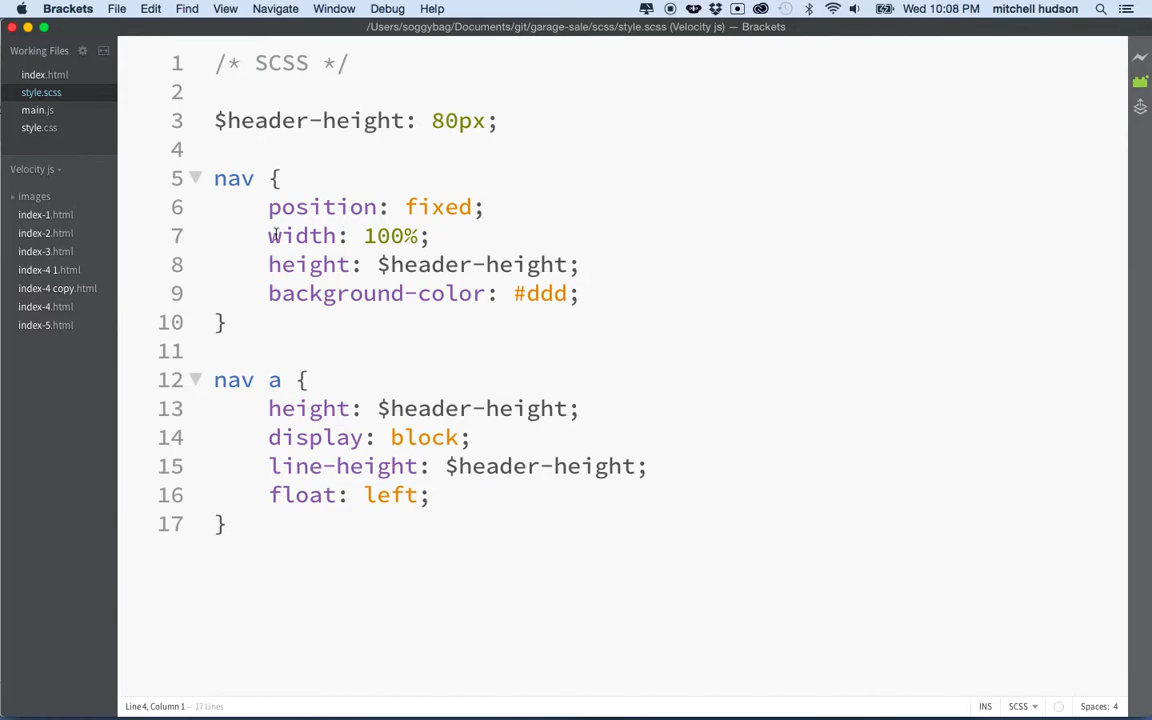 Brackets File Edit Find View Navigate Window Debug Help Wed 10:08 PM mitchell hudson
/Users/soggybag/Documents/git/garage-sale/scss/style.scss (Velocity js) — Brackets
Working Files
index.html
style.scss
main.js
style.css
Velocity js
images
index-1.html
index-2.html
index-3.html
index-4 1.html
index-4 copy.html
index-4.html
index-5.html
1 /* SCSS */
2
3 $header-height: 80px;
4
5 nav {
6 position: fixed;
7 width: 100%;
8 height: $header-height;
9 background-color: #ddd;
10 }
11
12 nav a {
13 height: $header-height;
14 display: block;
15 line-height: $header-height;
16 float: left;
17 }
Line 4, Column 1 — 17 Lines INS SCSS Spaces: 4